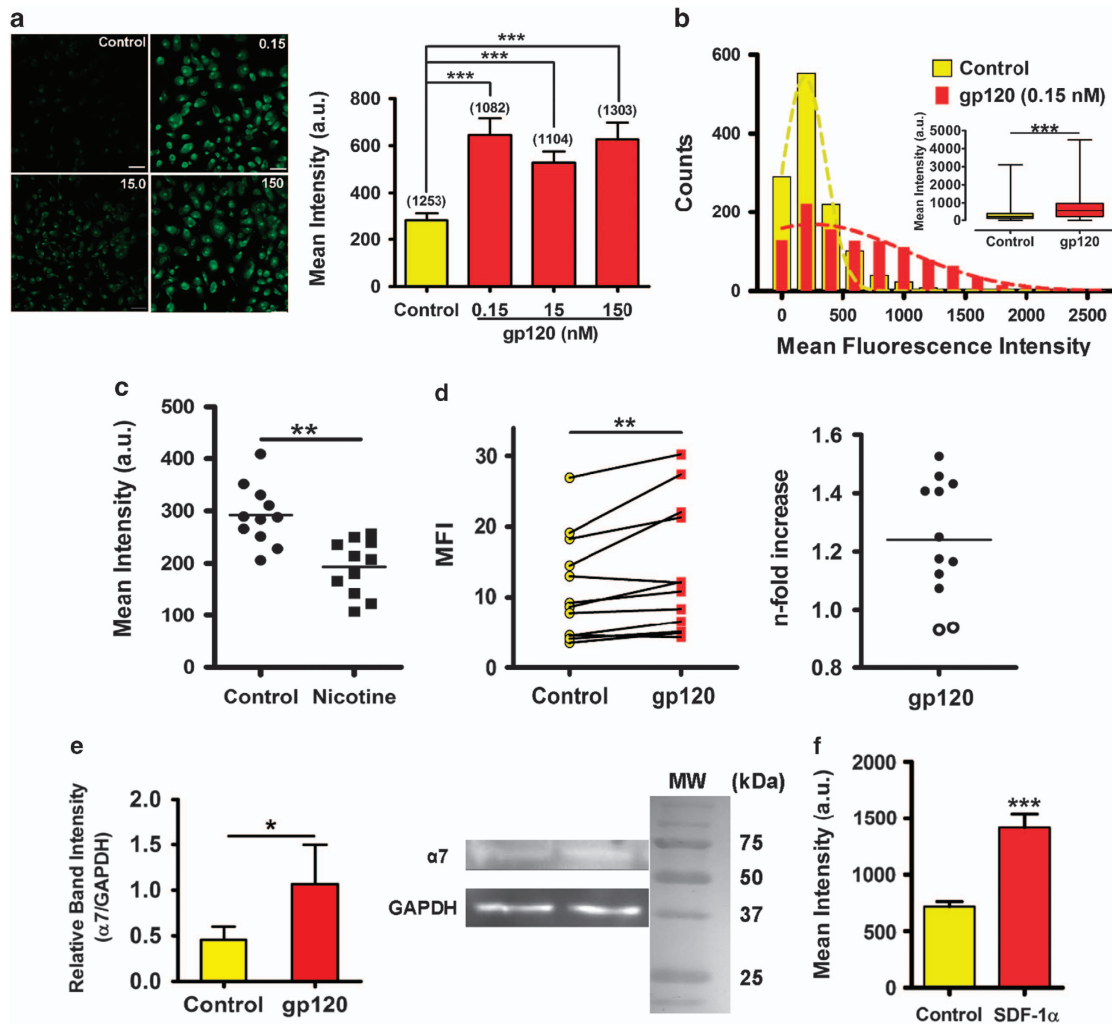 a
Control
0.15
15.0
150
Mean Intensity (a.u.)
800
600
400
200
0
***
***
***
(1253)
(1082)
(1104)
(1303)
Control
0.15
15
150
gp120 (nM)
b
Counts
600
400
200
0
0
500
1000
1500
2000
2500
Mean Fluorescence Intensity
Control
gp120 (0.15 nM)
Mean Intensity (a.u.)
5000
4000
3000
2000
1000
0
***
Control
gp120
c
Mean Intensity (a.u.)
500
400
300
200
100
0
**
Control
Nicotine
d
MFI
30
20
10
0
**
Control
gp120
n-fold increase
1.6
1.4
1.2
1.0
0.8
gp120
e
Relative Band Intensity
(α7/GAPDH)
2.0
1.5
1.0
0.5
0.0
*
Control
gp120
α7
GAPDH
MW
(kDa)
75
50
37
25
f
Mean Intensity (a.u.)
2000
1500
1000
500
0
***
Control
SDF-1α